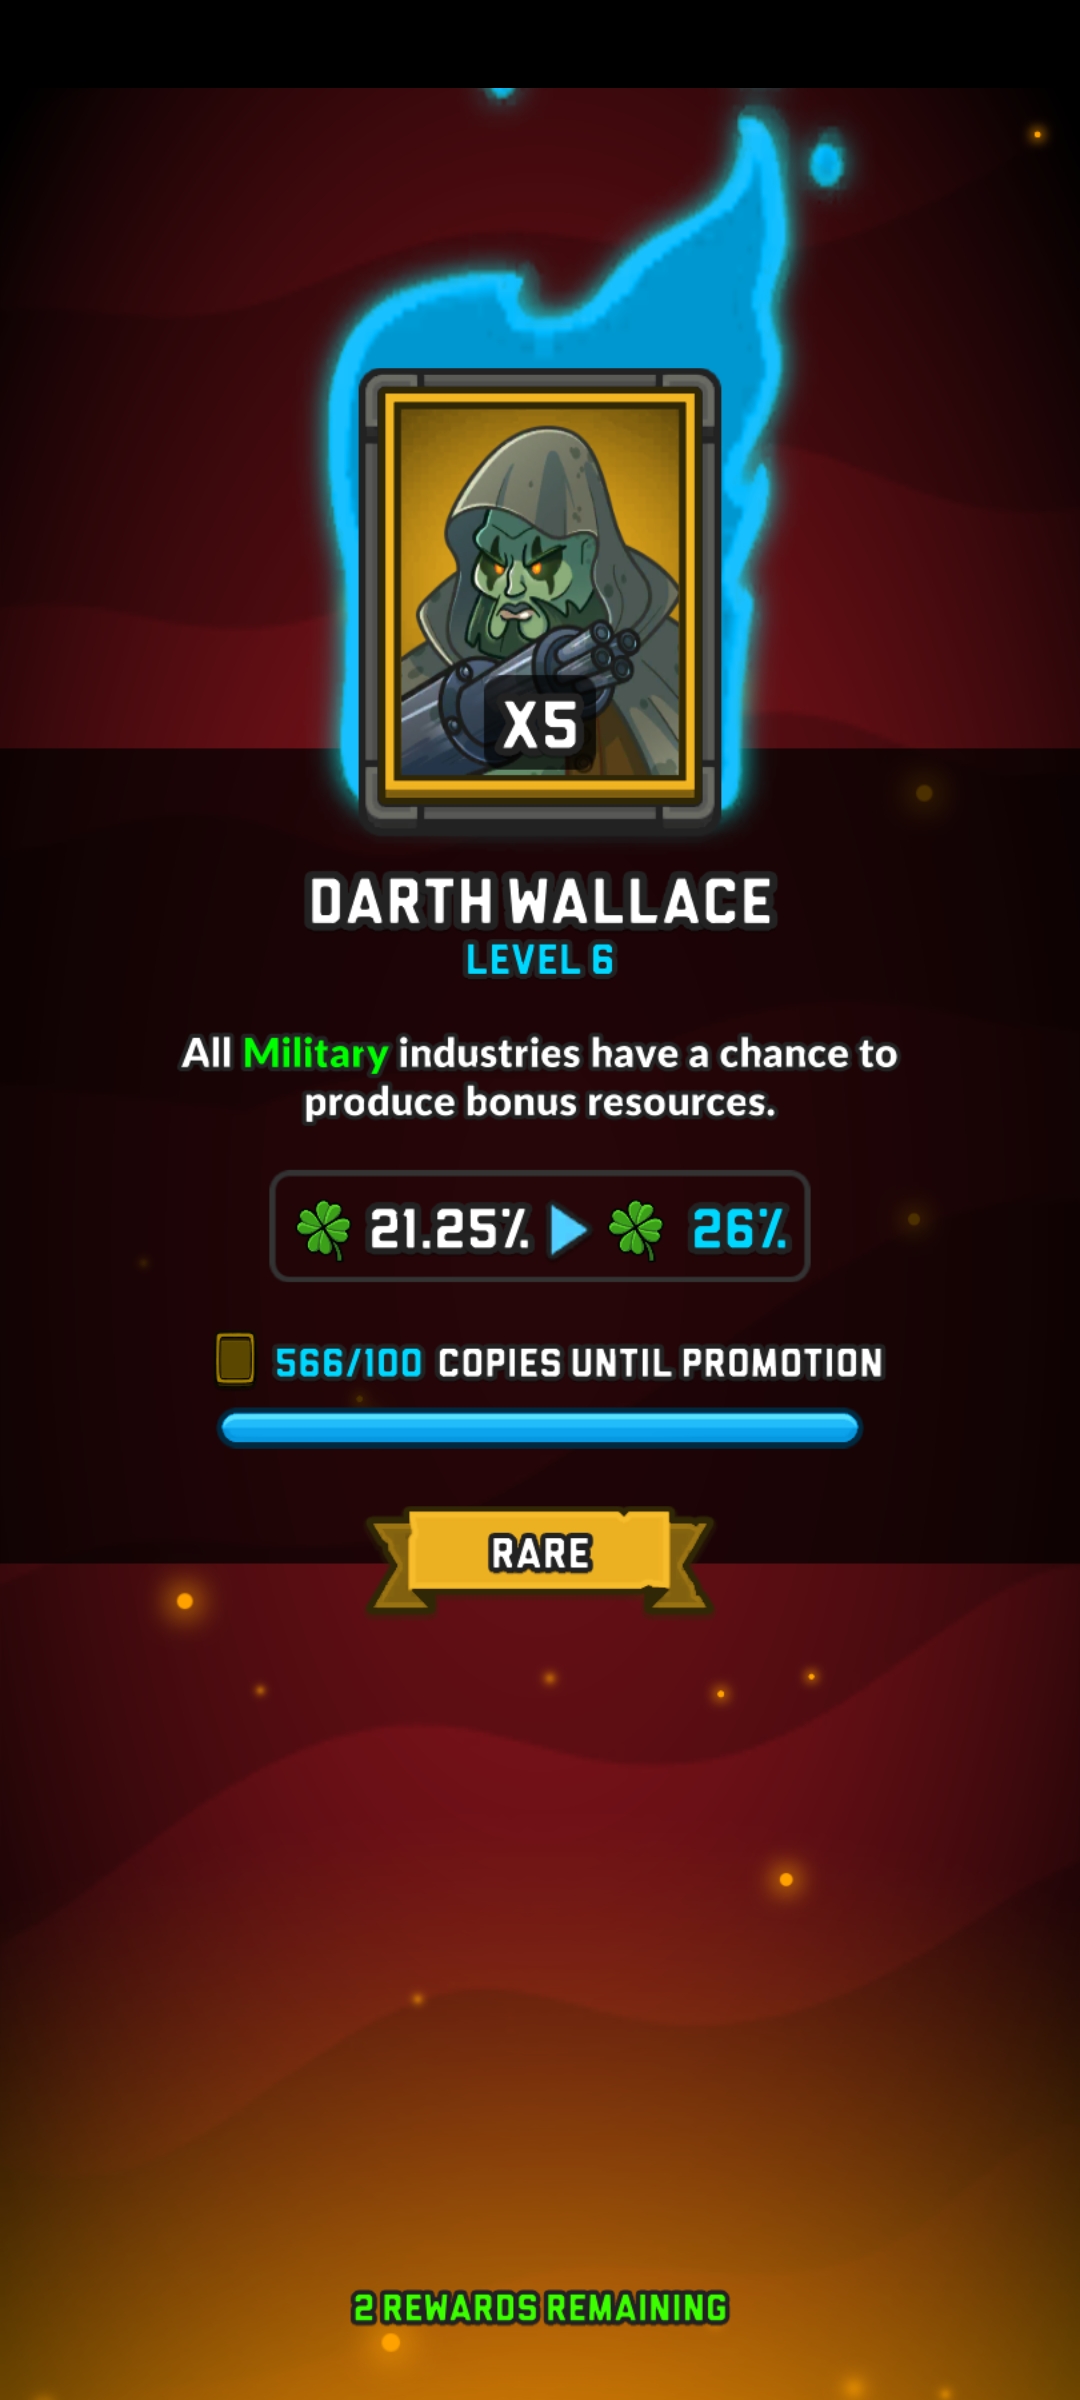 X5
DARTH WALLACE
LEVEL 6
All Military industries have a chance to
produce bonus resources.
21.25% 26%
566/100 COPIES UNTIL PROMOTION
RARE
2 REWARDS REMAINING